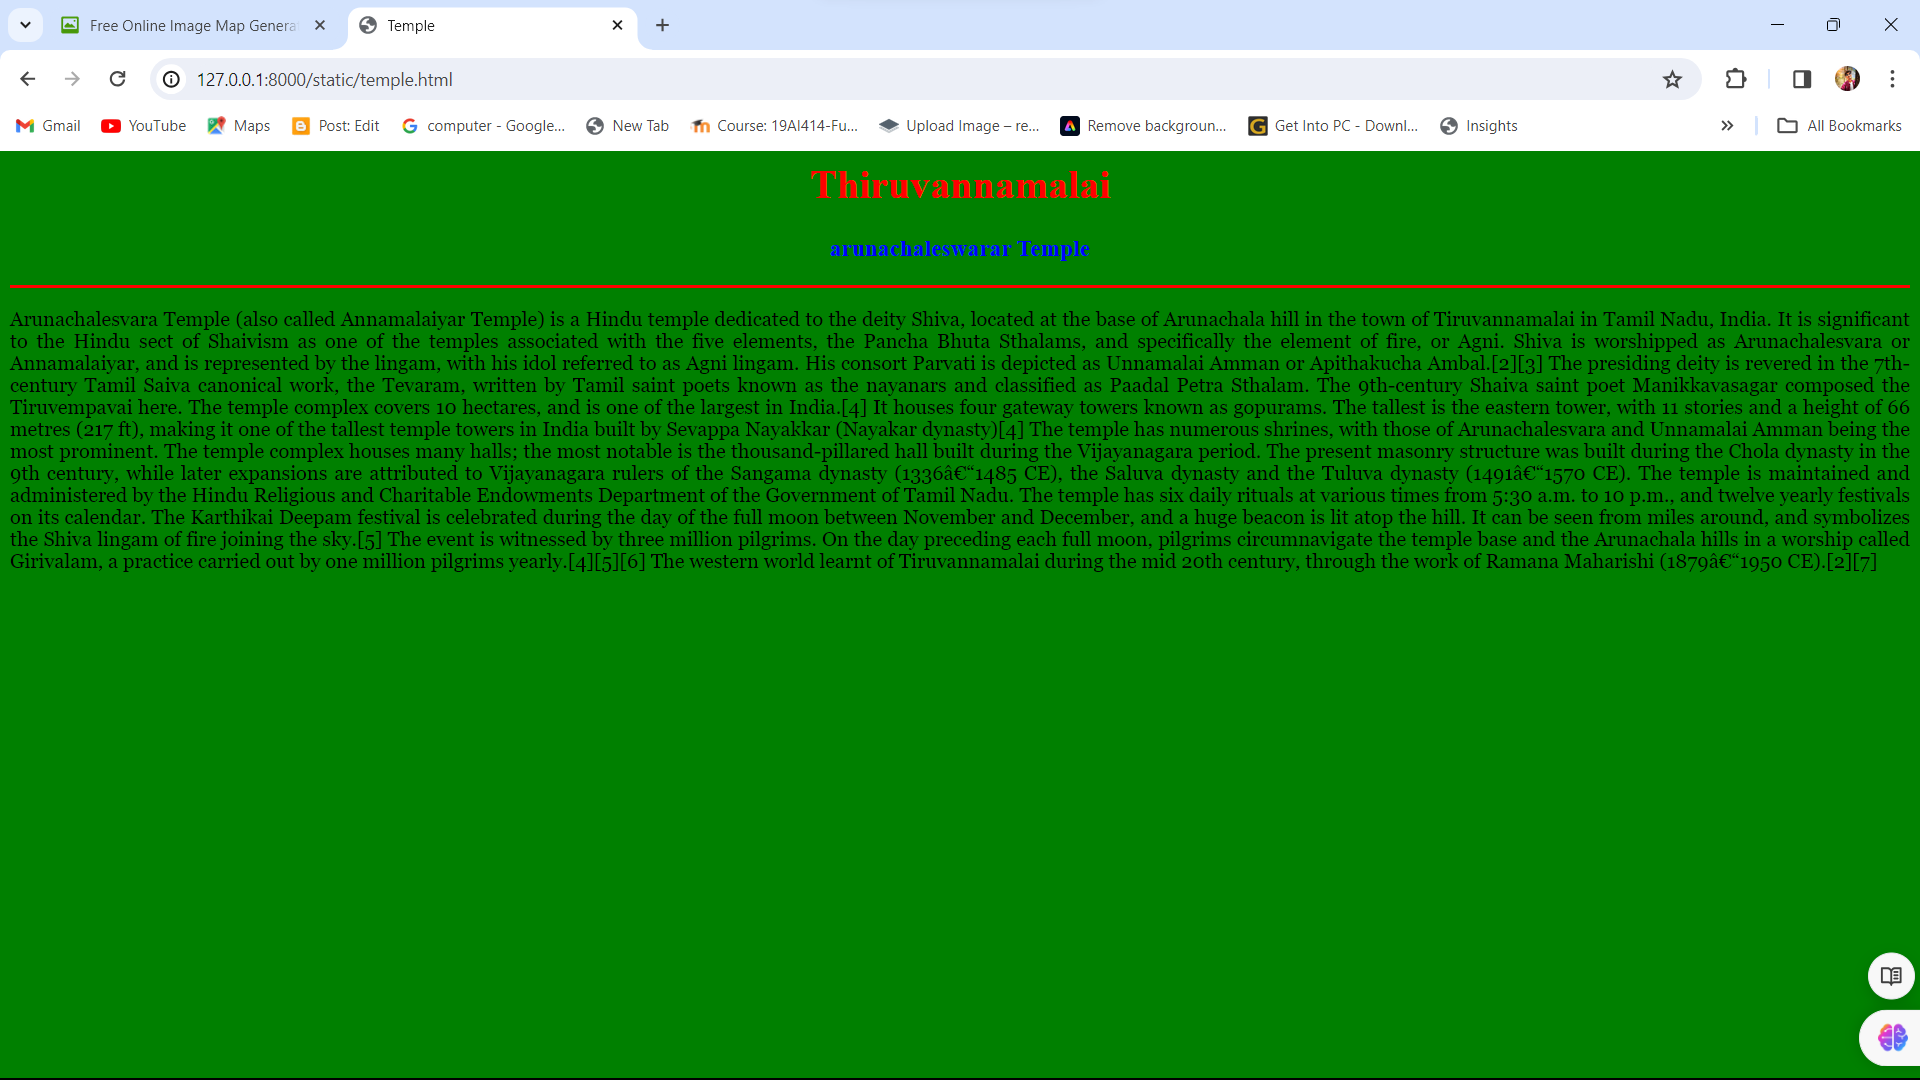 Free Online Image Map Genera
Temple
127.0.0.1:8000/static/temple.html
Gmail YouTube Maps Post: Edit computer - Google... New Tab Course: 19AI414-Fu... Upload Image – re... Remove backgroun... Get Into PC - Downl... Insights All Bookmarks
Thiruvannamalai
arunachaleswarar Temple
Arunachalesvara Temple (also called Annamalaiyar Temple) is a Hindu temple dedicated to the deity Shiva, located at the base of Arunachala hill in the town of Tiruvannamalai in Tamil Nadu, India. It is significant
to the Hindu sect of Shaivism as one of the temples associated with the five elements, the Pancha Bhuta Sthalams, and specifically the element of fire, or Agni. Shiva is worshipped as Arunachalesvara or
Annamalaiyar, and is represented by the lingam, with his idol referred to as Agni lingam. His consort Parvati is depicted as Unnamalai Amman or Apithakucha Ambal.[2][3] The presiding deity is revered in the 7th-
century Tamil Saiva canonical work, the Tevaram, written by Tamil saint poets known as the nayanars and classified as Paadal Petra Sthalam. The 9th-century Shaiva saint poet Manikkavasagar composed the
Tiruvempavai here. The temple complex covers 10 hectares, and is one of the largest in India.[4] It houses four gateway towers known as gopurams. The tallest is the eastern tower, with 11 stories and a height of 66
metres (217 ft), making it one of the tallest temple towers in India built by Sevappa Nayakkar (Nayakar dynasty)[4] The temple has numerous shrines, with those of Arunachalesvara and Unnamalai Amman being the
most prominent. The temple complex houses many halls; the most notable is the thousand-pillared hall built during the Vijayanagara period. The present masonry structure was built during the Chola dynasty in the
9th century, while later expansions are attributed to Vijayanagara rulers of the Sangama dynasty (1336â€“1485 CE), the Saluva dynasty and the Tuluva dynasty (1491â€“1570 CE). The temple is maintained and
administered by the Hindu Religious and Charitable Endowments Department of the Government of Tamil Nadu. The temple has six daily rituals at various times from 5:30 a.m. to 10 p.m., and twelve yearly festivals
on its calendar. The Karthikai Deepam festival is celebrated during the day of the full moon between November and December, and a huge beacon is lit atop the hill. It can be seen from miles around, and symbolizes
the Shiva lingam of fire joining the sky.[5] The event is witnessed by three million pilgrims. On the day preceding each full moon, pilgrims circumnavigate the temple base and the Arunachala hills in a worship called
Girivalam, a practice carried out by one million pilgrims yearly.[4][5][6] The western world learnt of Tiruvannamalai during the mid 20th century, through the work of Ramana Maharishi (1879â€“1950 CE).[2][7]